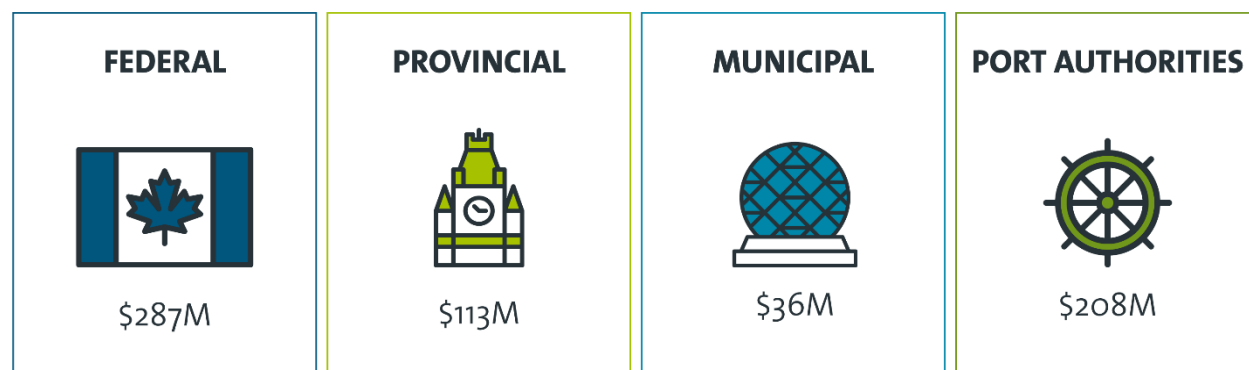 FEDERAL
$287M
PROVINCIAL
$113M
MUNICIPAL
$36M
PORT AUTHORITIES
$208M